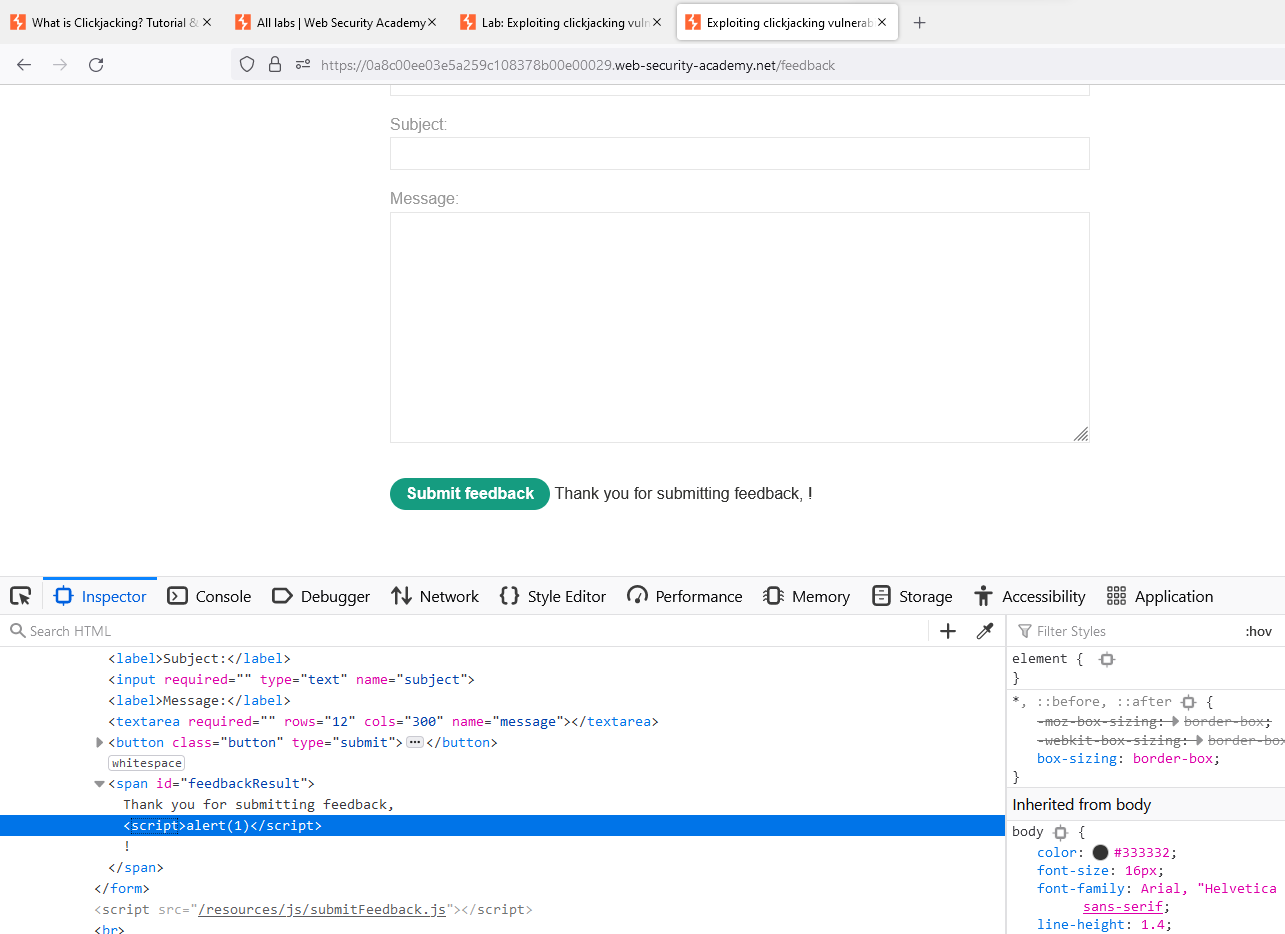 What is Clickjacking? Tutorial &
All labs | Web Security Academy
Lab: Exploiting clickjacking vuln
Exploiting clickjacking vulnerab
https://0a8c00ee03e5a259c108378b00e00029.web-security-academy.net/feedback
Subject:
Message:
Submit feedback Thank you for submitting feedback, !
Inspector Console Debugger Network Style Editor Performance Memory Storage Accessibility Application
Search HTML
<label>Subject:</label>
<input required="" type="text" name="subject">
<label>Message:</label>
<textarea required="" rows="12" cols="300" name="message"></textarea>
<button class="button" type="submit">⋯</button>
whitespace
<span id="feedbackResult">
Thank you for submitting feedback,
<script>alert(1)</script>
!
</span>
</form>
<script src="/resources/js/submitFeedback.js"></script>
<br>
Filter Styles :hov
element {
}
*, ::before, ::after {
-moz-box-sizing: border-box;
-webkit-box-sizing: border-box
box-sizing: border-box;
}
Inherited from body
body {
color: #333332;
font-size: 16px;
font-family: Arial, "Helvetica
sans-serif;
line-height: 1.4;